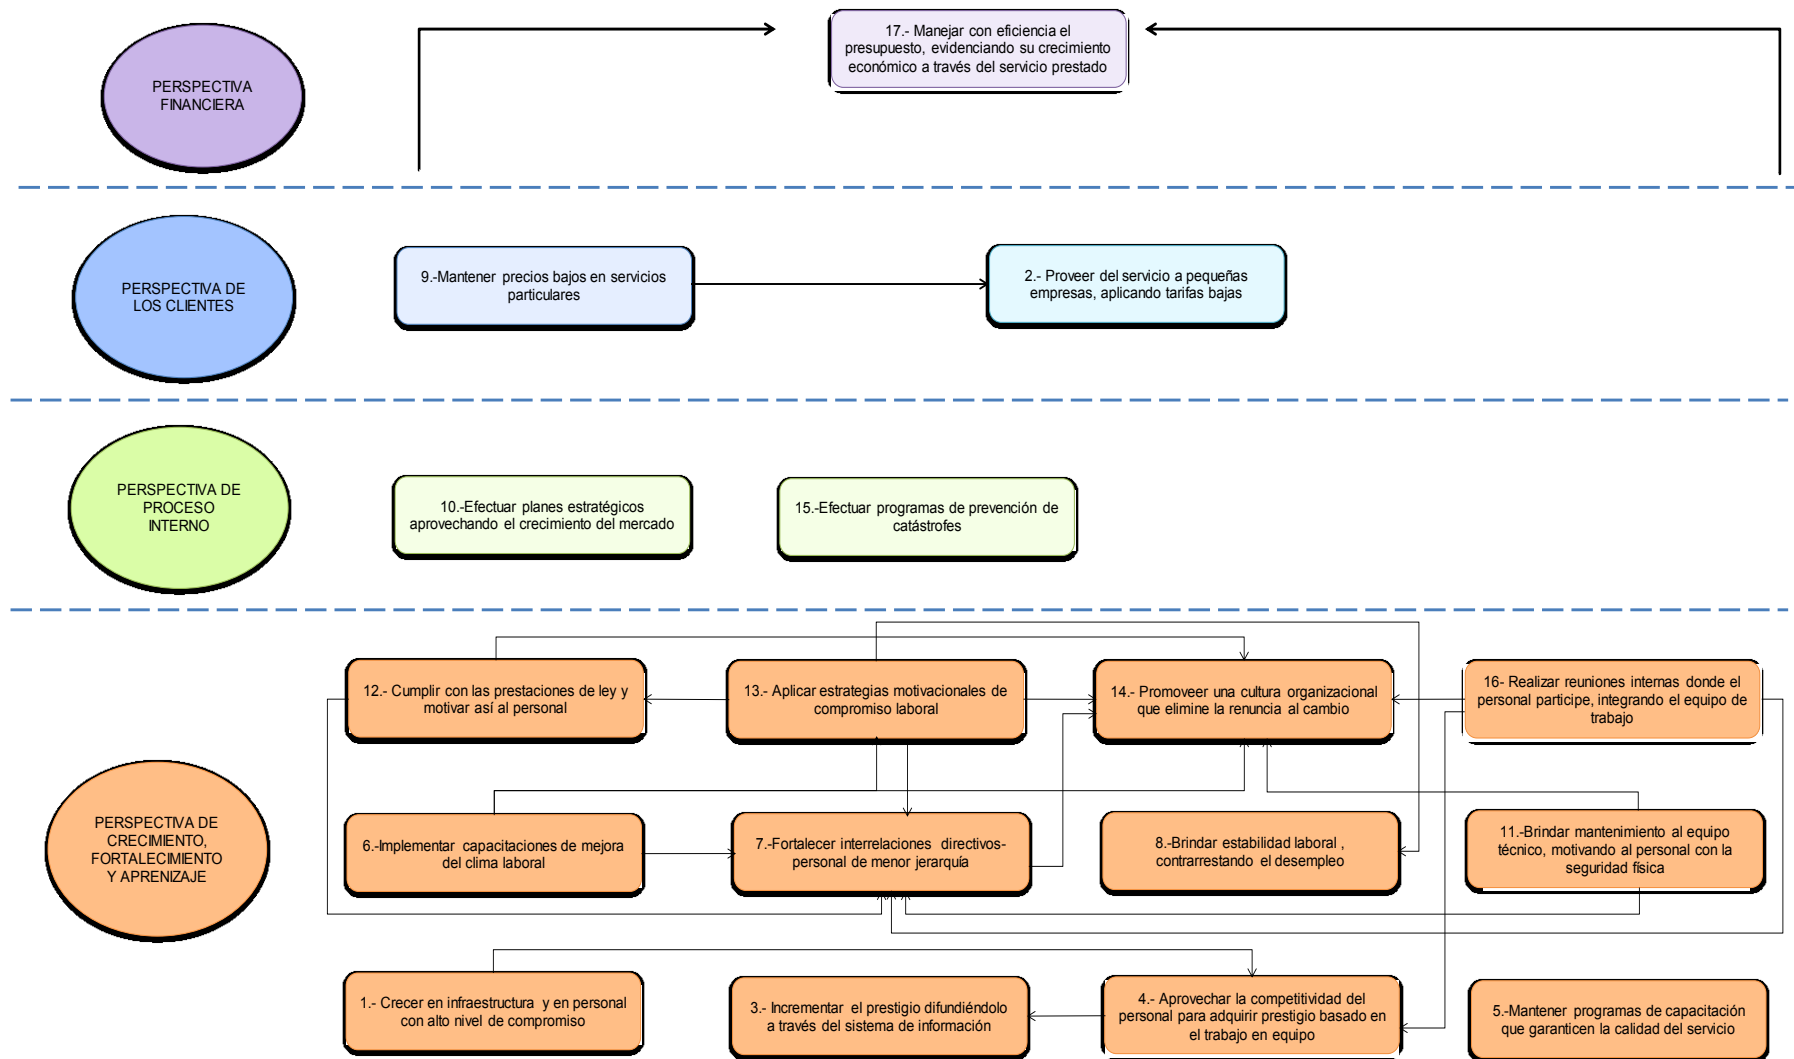 17.- Manejar con eficiencia el
presupuesto, evidenciando su crecimiento
económico a través del servicio prestado
PERSPECTIVA
FINANCIERA
PERSPECTIVA DE
LOS CLIENTES
9.-Mantener precios bajos en servicios
particulares
2.- Proveer del servicio a pequeñas
empresas, aplicando tarifas bajas
PERSPECTIVA DE
PROCESO
INTERNO
10.-Efectuar planes estratégicos
aprovechando el crecimiento del mercado
15.-Efectuar programas de prevención de
catástrofes
12.- Cumplir con las prestaciones de ley y
motivar así al personal
13.- Aplicar estrategias motivacionales de
compromiso laboral
14.- Promoveer una cultura organizacional
que elimine la renuncia al cambio
16- Realizar reuniones internas donde el
personal participe, integrando el equipo de
trabajo
PERSPECTIVA DE
CRECIMIENTO,
FORTALECIMIENTO
Y APRENIZAJE
6.-Implementar capacitaciones de mejora
del clima laboral
7.-Fortalecer interrelaciones directivos-
personal de menor jerarquía
8.-Brindar estabilidad laboral ,
contrarrestando el desempleo
11.-Brindar mantenimiento al equipo
técnico, motivando al personal con la
seguridad física
1.- Crecer en infraestructura y en personal
con alto nivel de compromiso
3.- Incrementar el prestigio difundiéndolo
a través del sistema de información
4.- Aprovechar la competitividad del
personal para adquirir prestigio basado en
el trabajo en equipo
5.-Mantener programas de capacitación
que garanticen la calidad del servicio